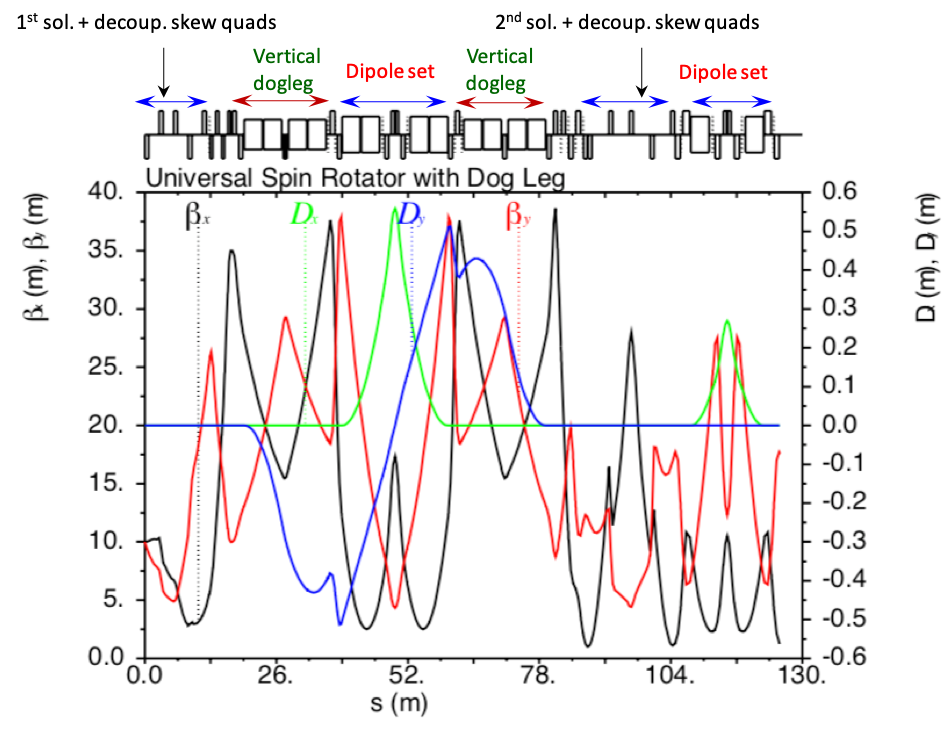 1st sol. + decoup. skew quads
2nd sol. + decoup. skew quads
Vertical
dogleg
Dipole set
Vertical
dogleg
Dipole set
Universal Spin Rotator with Dog Leg
βx
Dx
Dy
βy
40.
35.
30.
25.
20.
15.
10.
5.
0.0
βx (m), βy (m)
0.6
0.5
0.4
0.3
0.2
0.1
0.0
-0.1
-0.2
-0.3
-0.4
-0.5
-0.6
Dx (m), Dy (m)
0.0
26.
52.
78.
104.
130.
s (m)